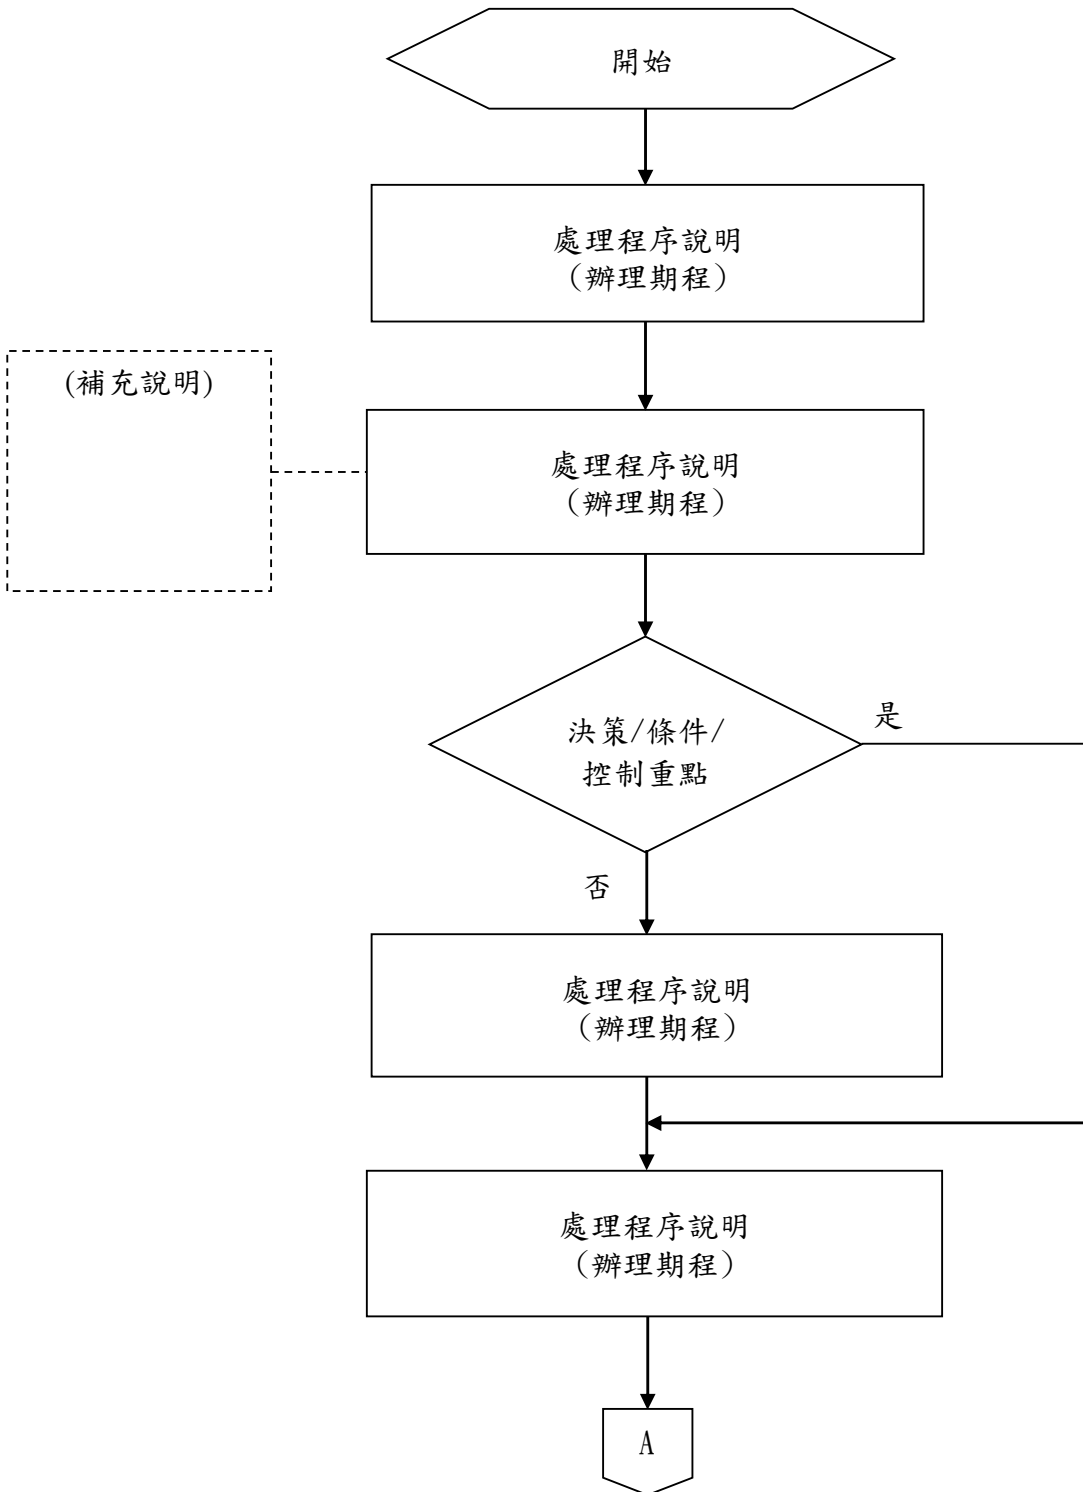 開始
處理程序說明
（辦理期程）
(補充說明)
處理程序說明
（辦理期程）
決策/條件/
控制重點
是
否
處理程序說明
（辦理期程）
處理程序說明
（辦理期程）
A